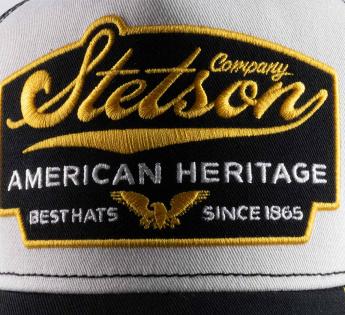 Company
Stetson
AMERICAN HERITAGE
BEST HATS SINCE 1865